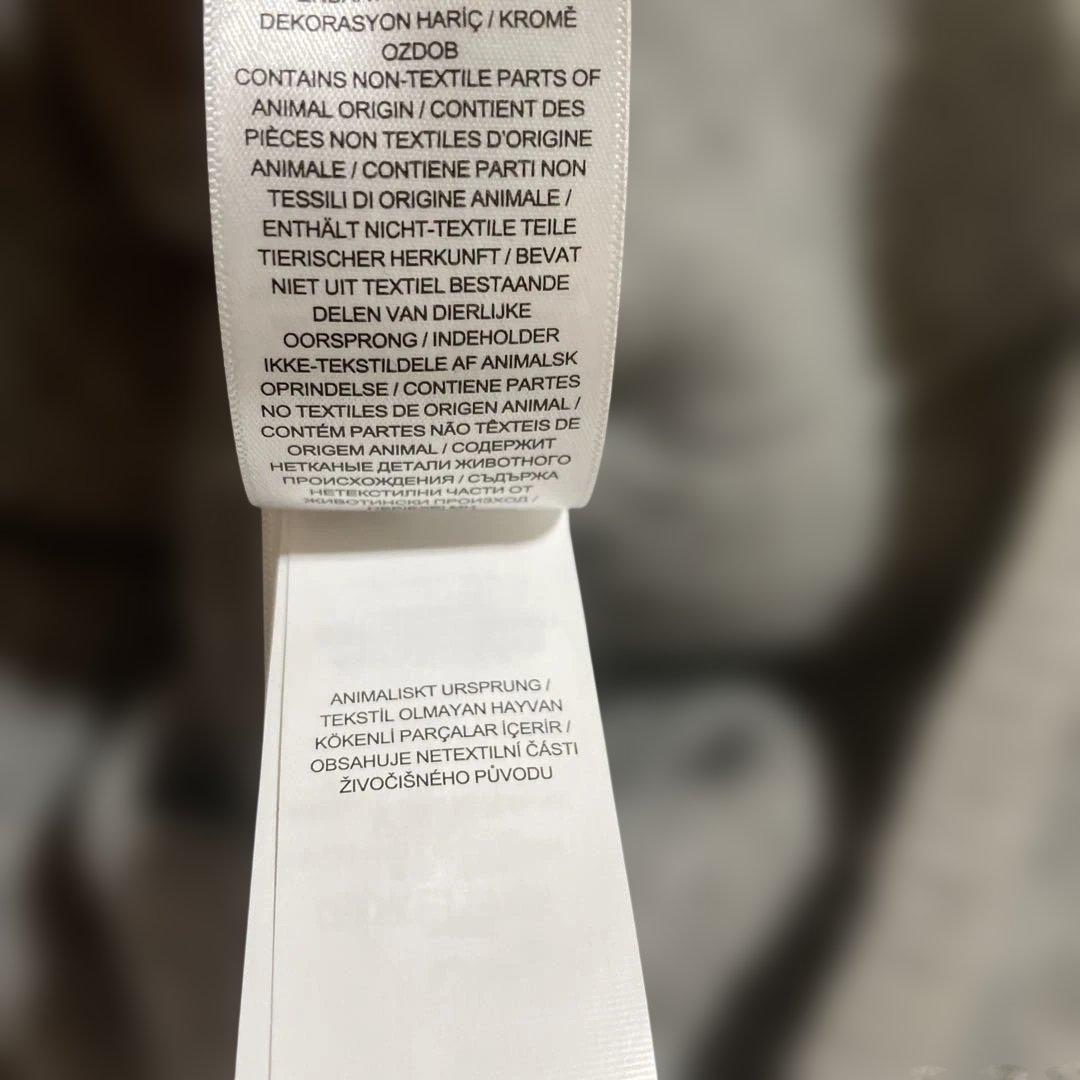 DEKORASYON HARİÇ / KROMĚ
OZDOB
CONTAINS NON-TEXTILE PARTS OF
ANIMAL ORIGIN / CONTIENT DES
PIÈCES NON TEXTILES D'ORIGINE
ANIMALE / CONTIENE PARTI NON
TESSILI DI ORIGINE ANIMALE /
ENTHÄLT NICHT-TEXTILE TEILE
TIERISCHER HERKUNFT / BEVAT
NIET UIT TEXTIEL BESTAANDE
DELEN VAN DIERLIJKE
OORSPRONG / INDEHOLDER
IKKE-TEKSTILDELE AF ANIMALSK
OPRINDELSE / CONTIENE PARTES
NO TEXTILES DE ORIGEN ANIMAL /
CONTÉM PARTES NÃO TÊXTEIS DE
ORIGEM ANIMAL / СОДЕРЖИТ
НЕТКАНЫЕ ДЕТАЛИ ЖИВОТНОГО
ПРОИСХОЖДЕНИЯ / СЪДЪРЖА
НЕТЕКСТИЛНИ ЧАСТИ ОТ
ЖИВОТИНСКИ ПРОИЗХОД /
ANIMALISKT URSPRUNG /
TEKSTİL OLMAYAN HAYVAN
KÖKENLİ PARÇALAR İÇERİR /
OBSAHUJE NETEXTILNÍ ČÁSTI
ŽIVOČIŠNÉHO PŮVODU